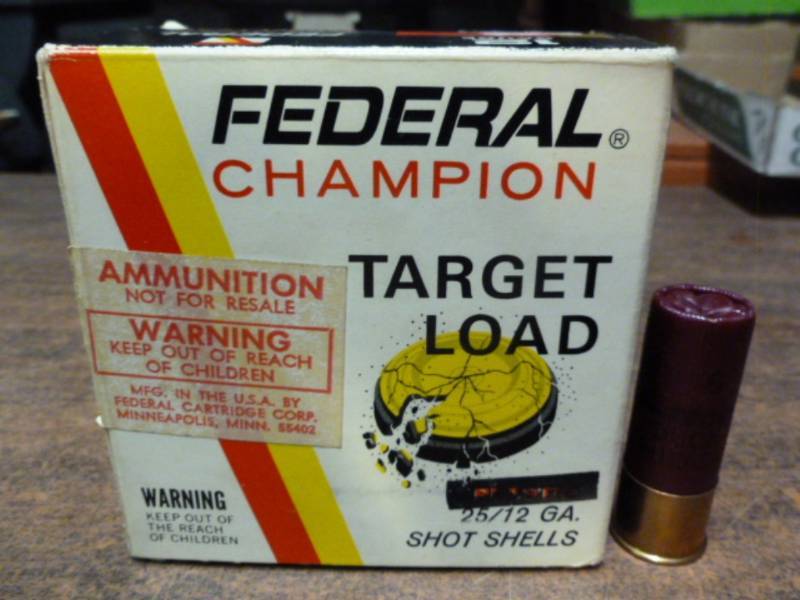 FEDERAL®
CHAMPION
TARGET
LOAD
AMMUNITION
NOT FOR RESALE
WARNING
KEEP OUT OF REACH
OF CHILDREN
MFG. IN THE U.S.A. BY
FEDERAL CARTRIDGE CORP.
MINNEAPOLIS, MINN. 55402
WARNING
KEEP OUT OF
THE REACH
OF CHILDREN
25/12 GA.
SHOT SHELLS